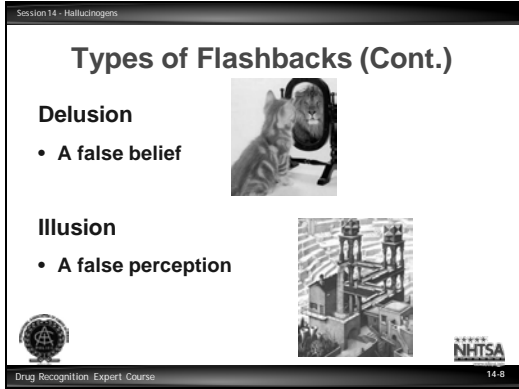 Session 14 - Hallucinogens
Types of Flashbacks (Cont.)
Delusion
• A false belief
Illusion
• A false perception
NHTSA
Drug Recognition Expert Course
14-8